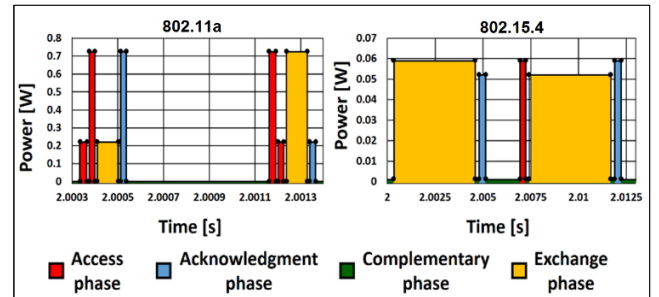 802.11a
802.15.4
Power [W]
0.8
0.7
0.6
0.5
0.4
0.3
0.2
0.1
0
2.0003 2.0005 2.0007 2.0009 2.0011 2.0013
Time [s]
Power [W]
0.07
0.06
0.05
0.04
0.03
0.02
0.01
0
2 2.0025 2.005 2.0075 2.01 2.0125
Time [s]
Access phase
Acknowledgment phase
Complementary phase
Exchange phase